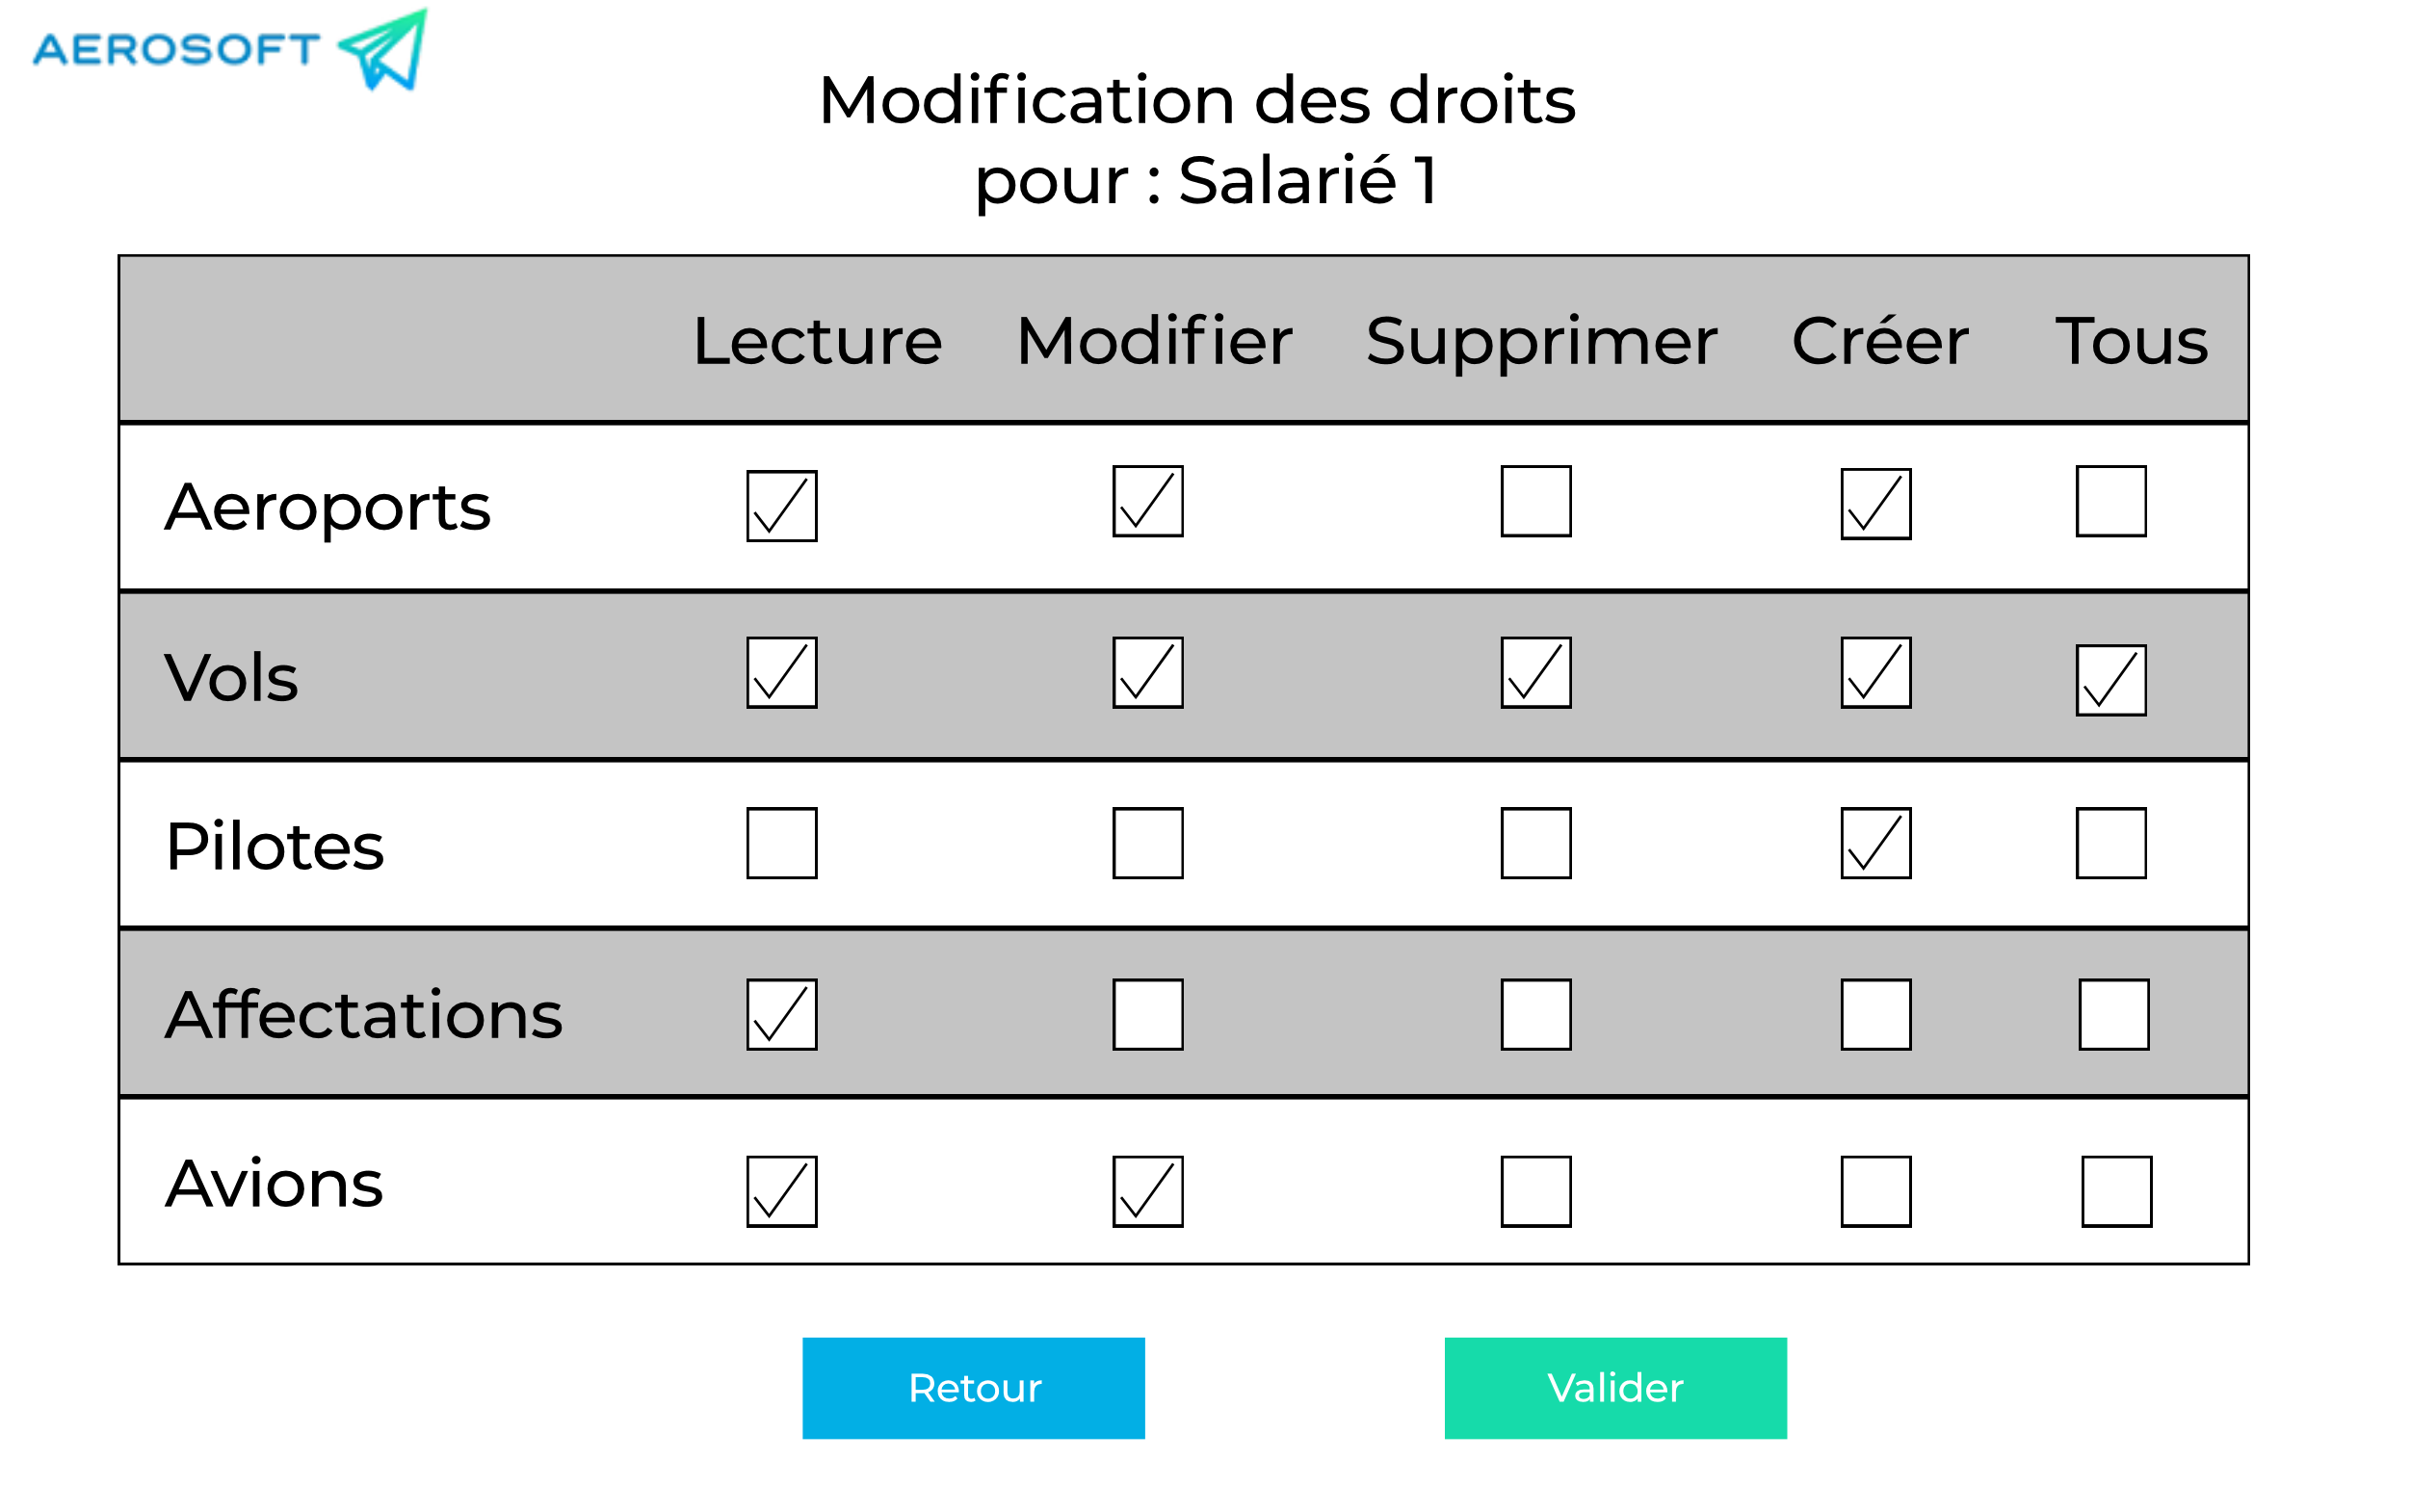 AEROSOFT
Modification des droits
pour : Salarié 1
Lecture Modifier Supprimer Créer Tous
Aeroports
Vols
Pilotes
Affectations
Avions
Retour Valider